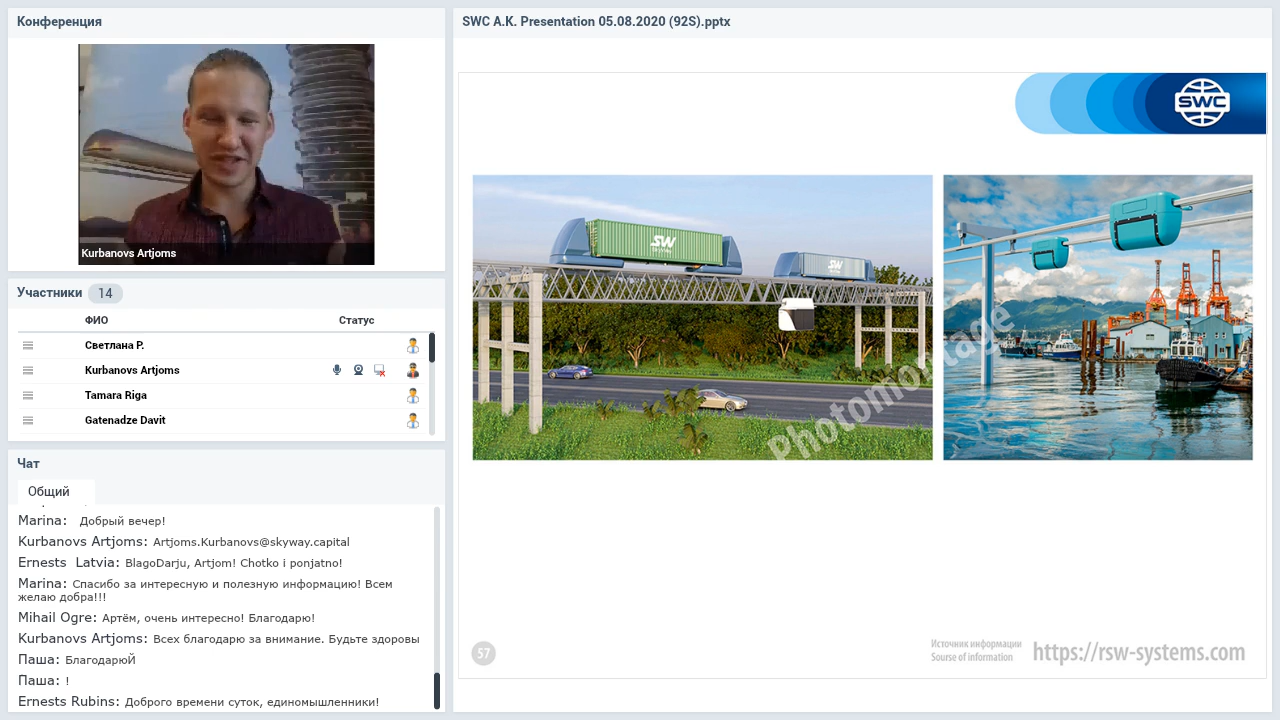 Конференция
Kurbanovs Artjoms
Участники 14
ФИО Статус
Светлана Р.
Kurbanovs Artjoms
Tamara Riga
Gatenadze Davit
Чат
Общий
Marina: Добрый вечер!
Kurbanovs Artjoms: Artjoms.Kurbanovs@skyway.capital
Ernests Latvia: BlagoDarju, Artjom! Chotko i ponjatno!
Marina: Спасибо за интересную и полезную информацию! Всем
желаю добра!!!
Mihail Ogre: Артём, очень интересно! Благодарю!
Kurbanovs Artjoms: Всех благодарю за внимание. Будьте здоровы
Паша: БлагодарюЙ
Паша: !
Ernests Rubins: Доброго времени суток, единомышленники!
SWC A.K. Presentation 05.08.2020 (92S).pptx
SWC
SW
SW
Photomontage
57
Источник информации
Sourse of information
https://rsw-systems.com